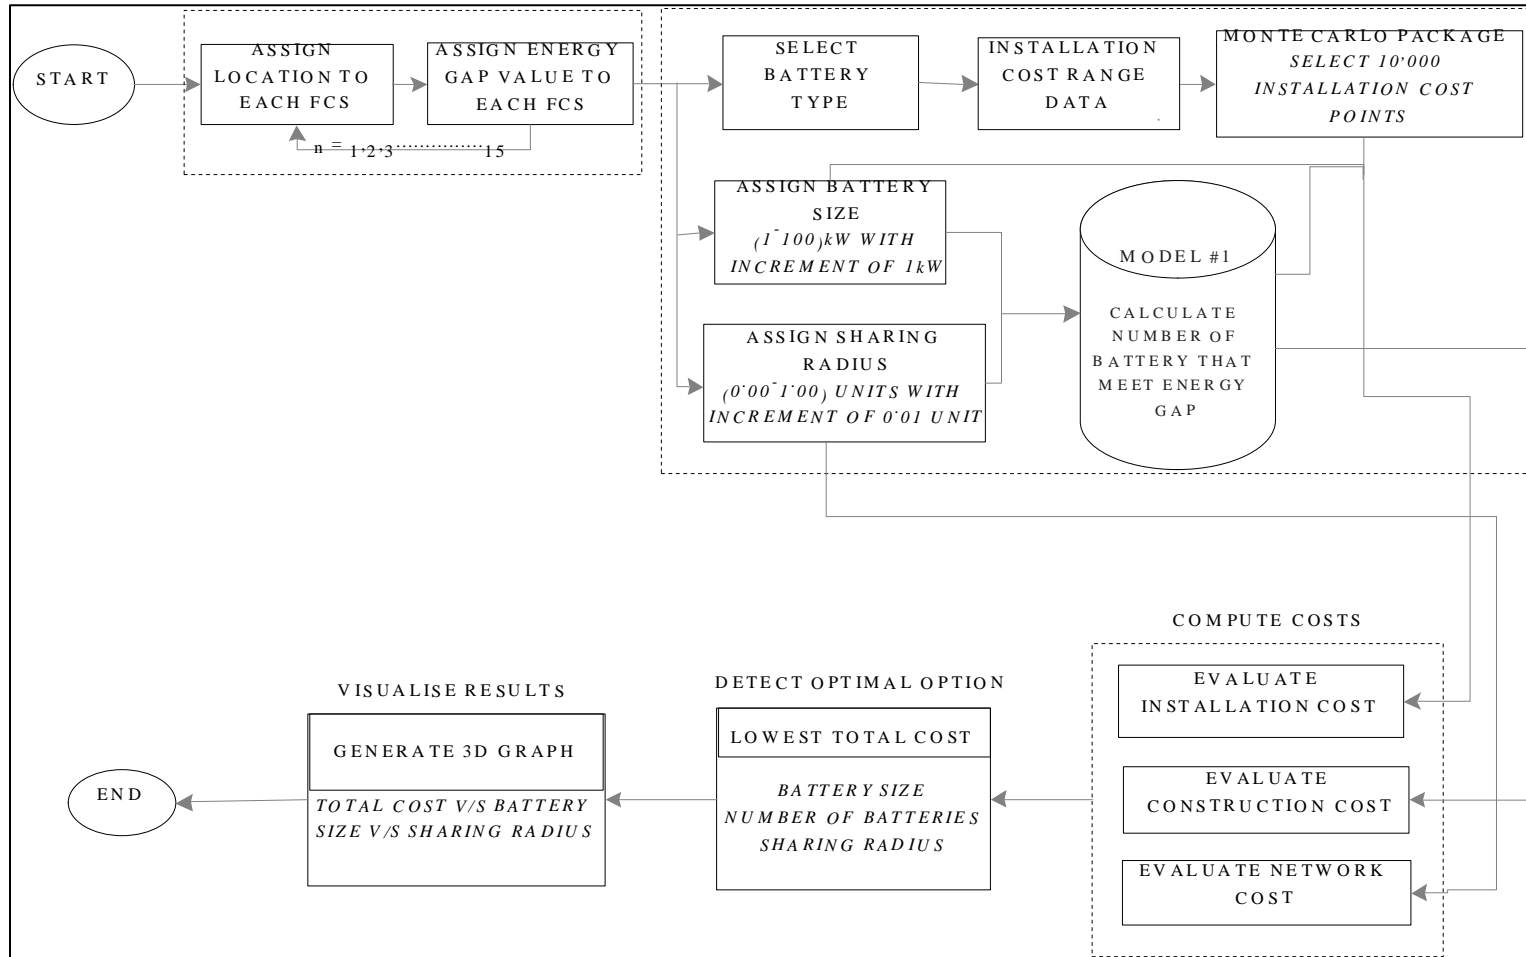 START
ASSIGN
LOCATION TO
EACH FCS
ASSIGN ENERGY
GAP VALUE TO
EACH FCS
n = 1,2,3...............15
SELECT
BATTERY
TYPE
INSTALLATION
COST RANGE
DATA
MONTE CARLO PACKAGE
SELECT 10'000
INSTALLATION COST
POINTS
ASSIGN BATTERY
SIZE
(1-100)kW WITH
INCREMENT OF 1kW
ASSIGN SHARING
RADIUS
(0.00-1.00) UNITS WITH
INCREMENT OF 0.01 UNIT
MODEL #1
CALCULATE
NUMBER OF
BATTERY THAT
MEET ENERGY
GAP
COMPUTE COSTS
EVALUATE
INSTALLATION COST
EVALUATE
CONSTRUCTION COST
EVALUATE NETWORK
COST
DETECT OPTIMAL OPTION
LOWEST TOTAL COST
BATTERY SIZE
NUMBER OF BATTERIES
SHARING RADIUS
VISUALISE RESULTS
GENERATE 3D GRAPH
TOTAL COST V/S BATTERY
SIZE V/S SHARING RADIUS
END